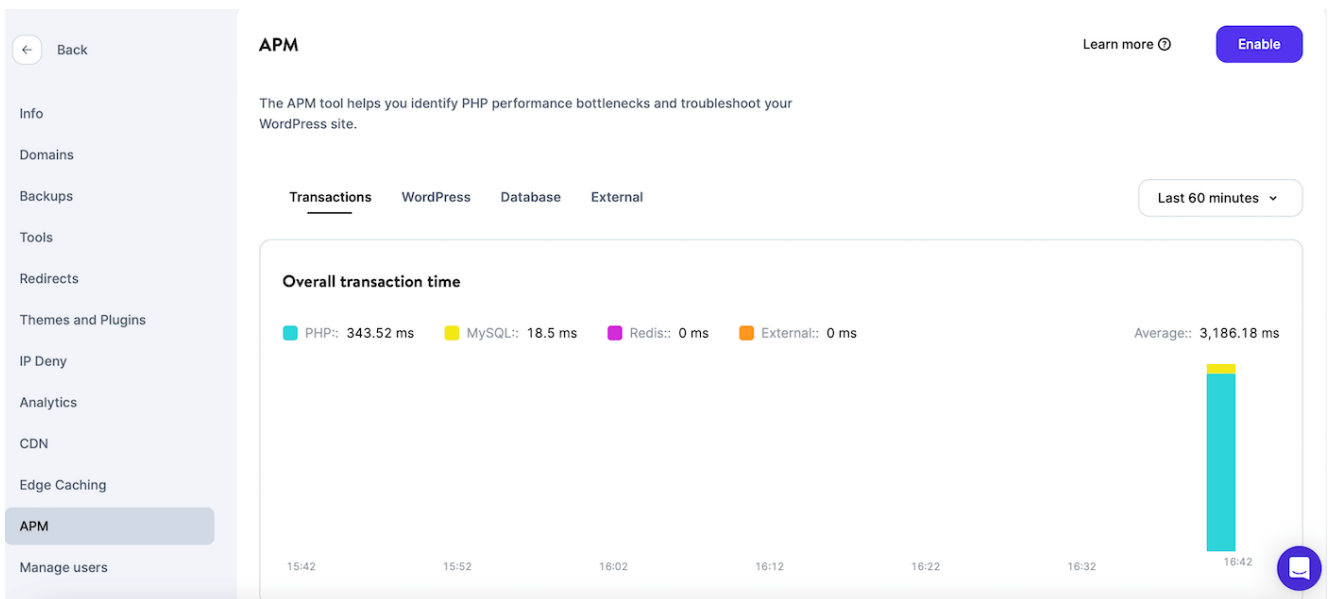 Back
Info
Domains
Backups
Tools
Redirects
Themes and Plugins
IP Deny
Analytics
CDN
Edge Caching
APM
Manage users
APM
Learn more
Enable
The APM tool helps you identify PHP performance bottlenecks and troubleshoot your
WordPress site.
Transactions WordPress Database External
Last 60 minutes
Overall transaction time
PHP:: 343.52 ms MySQL:: 18.5 ms Redis:: 0 ms External:: 0 ms Average:: 3,186.18 ms
15:42 15:52 16:02 16:12 16:22 16:32 16:42